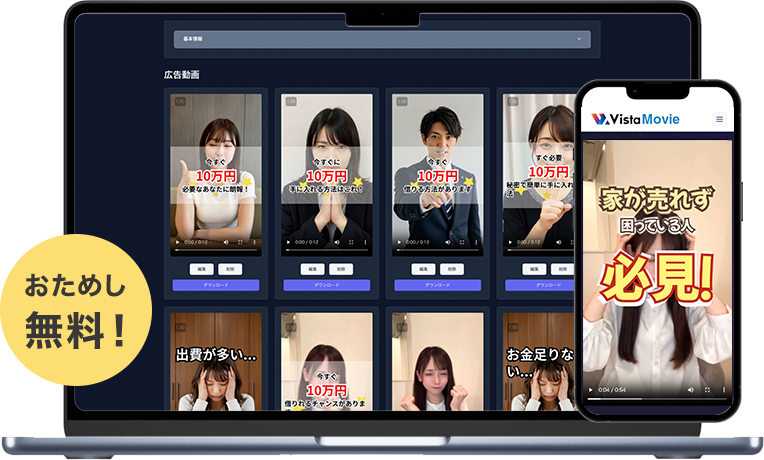 基本情報
広告動画
今すぐ
10万円
必要なあなたに朗報！
0:00 / 0:12
編集
削除
ダウンロード
今すぐに
10万円
手に入れる方法はこれ！
0:00 / 0:12
編集
削除
ダウンロード
今すぐ
10万円
借りる方法があります
0:00 / 0:12
編集
削除
ダウンロード
すぐ必要
10万円
秘密で簡単に手に入れ
法
0:00 / 0:12
編集
削除
ダウンロード
出費が多い...
今すぐ
10万円
借りれるチャンスがありま
お金足りな
い...
VistaMovie
家が売れず
困っている人
必見!
0:04 / 0:54
おためし
無料！